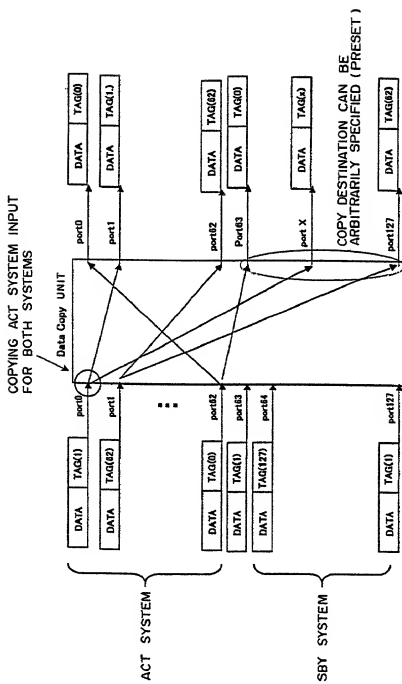 COPYING ACT SYSTEM INPUT
FOR BOTH SYSTEMS
Data Copy UNIT
ACT SYSTEM
SBY SYSTEM
DATA TAG(1) port0
DATA TAG(62) port1
DATA TAG(0) port62
DATA TAG(1) port63
DATA TAG(127) port64
DATA TAG(1) port127
port0 DATA TAG(0)
port1 DATA TAG(1.)
port62 DATA TAG(62)
Port63 DATA TAG(0)
port X DATA TAG(x)
port127 DATA TAG(62)
COPY DESTINATION CAN BE
ARBITRARILY SPECIFIED (PRESET)